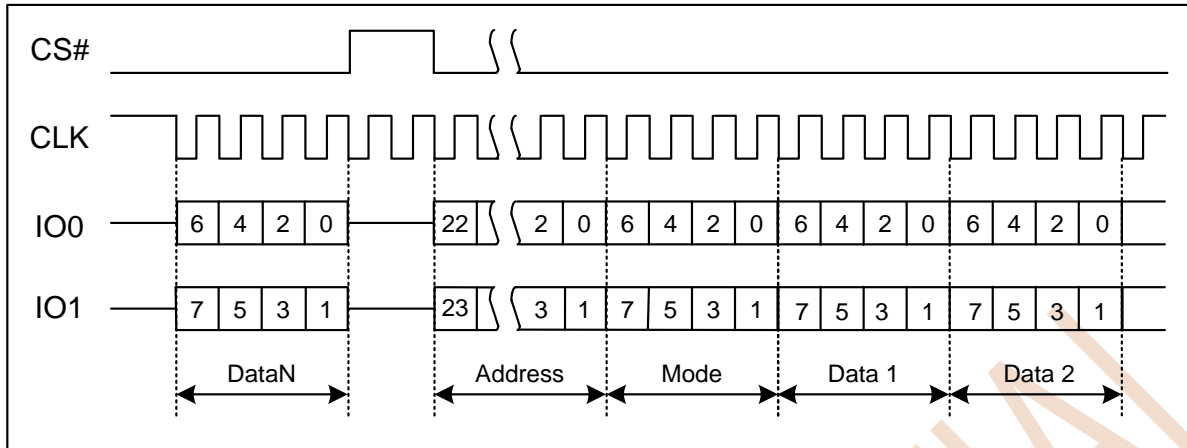 CS#
CLK
IO0 6 4 2 0 22 2 0 6 4 2 0 6 4 2 0 6 4 2 0
IO1 7 5 3 1 23 3 1 7 5 3 1 7 5 3 1 7 5 3 1
DataN Address Mode Data 1 Data 2